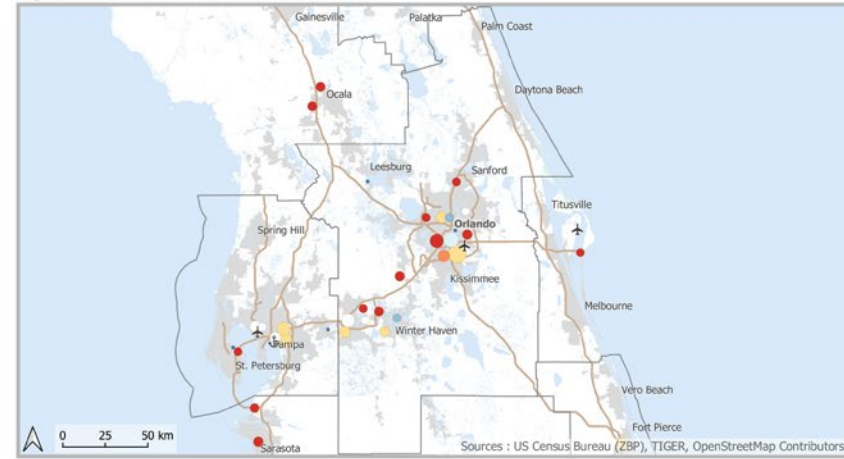 Gainesville
Palatka
Palm Coast
Ocala
Daytona Beach
Leesburg
Sanford
Titusville
Orlando
Spring Hill
Kissimmee
Melbourne
Winter Haven
Tampa
St. Petersburg
Vero Beach
Fort Pierce
0 25 50 km
Sarasota
Sources : US Census Bureau (ZBP), TIGER, OpenStreetMap Contributors